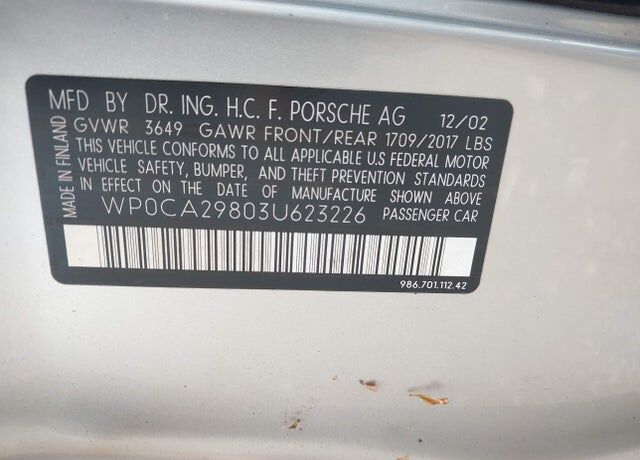 MFD BY DR. ING. H.C. F. PORSCHE AG 12/02
GVWR 3649 GAWR FRONT/REAR 1709/2017 LBS
THIS VEHICLE CONFORMS TO ALL APPLICABLE U.S FEDERAL MOTOR
VEHICLE SAFETY, BUMPER, AND THEFT PREVENTION STANDARDS
IN EFFECT ON THE DATE OF MANUFACTURE SHOWN ABOVE
WP0CA29803U623226 PASSENGER CAR
MADE IN FINLAND
986.701.112.42